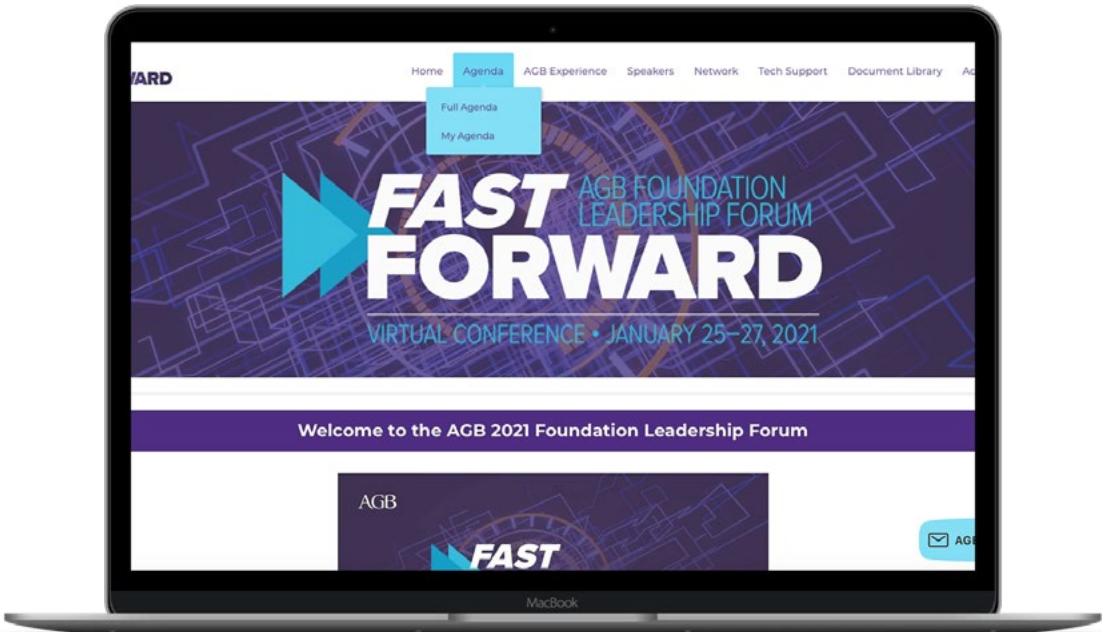 WARD
Home Agenda AGB Experience Speakers Network Tech Support Document Library
Full Agenda
My Agenda
FAST AGB FOUNDATION
LEADERSHIP FORUM
FORWARD
VIRTUAL CONFERENCE • JANUARY 25–27, 2021
Welcome to the AGB 2021 Foundation Leadership Forum
AGB
FAST
AGB
MacBook